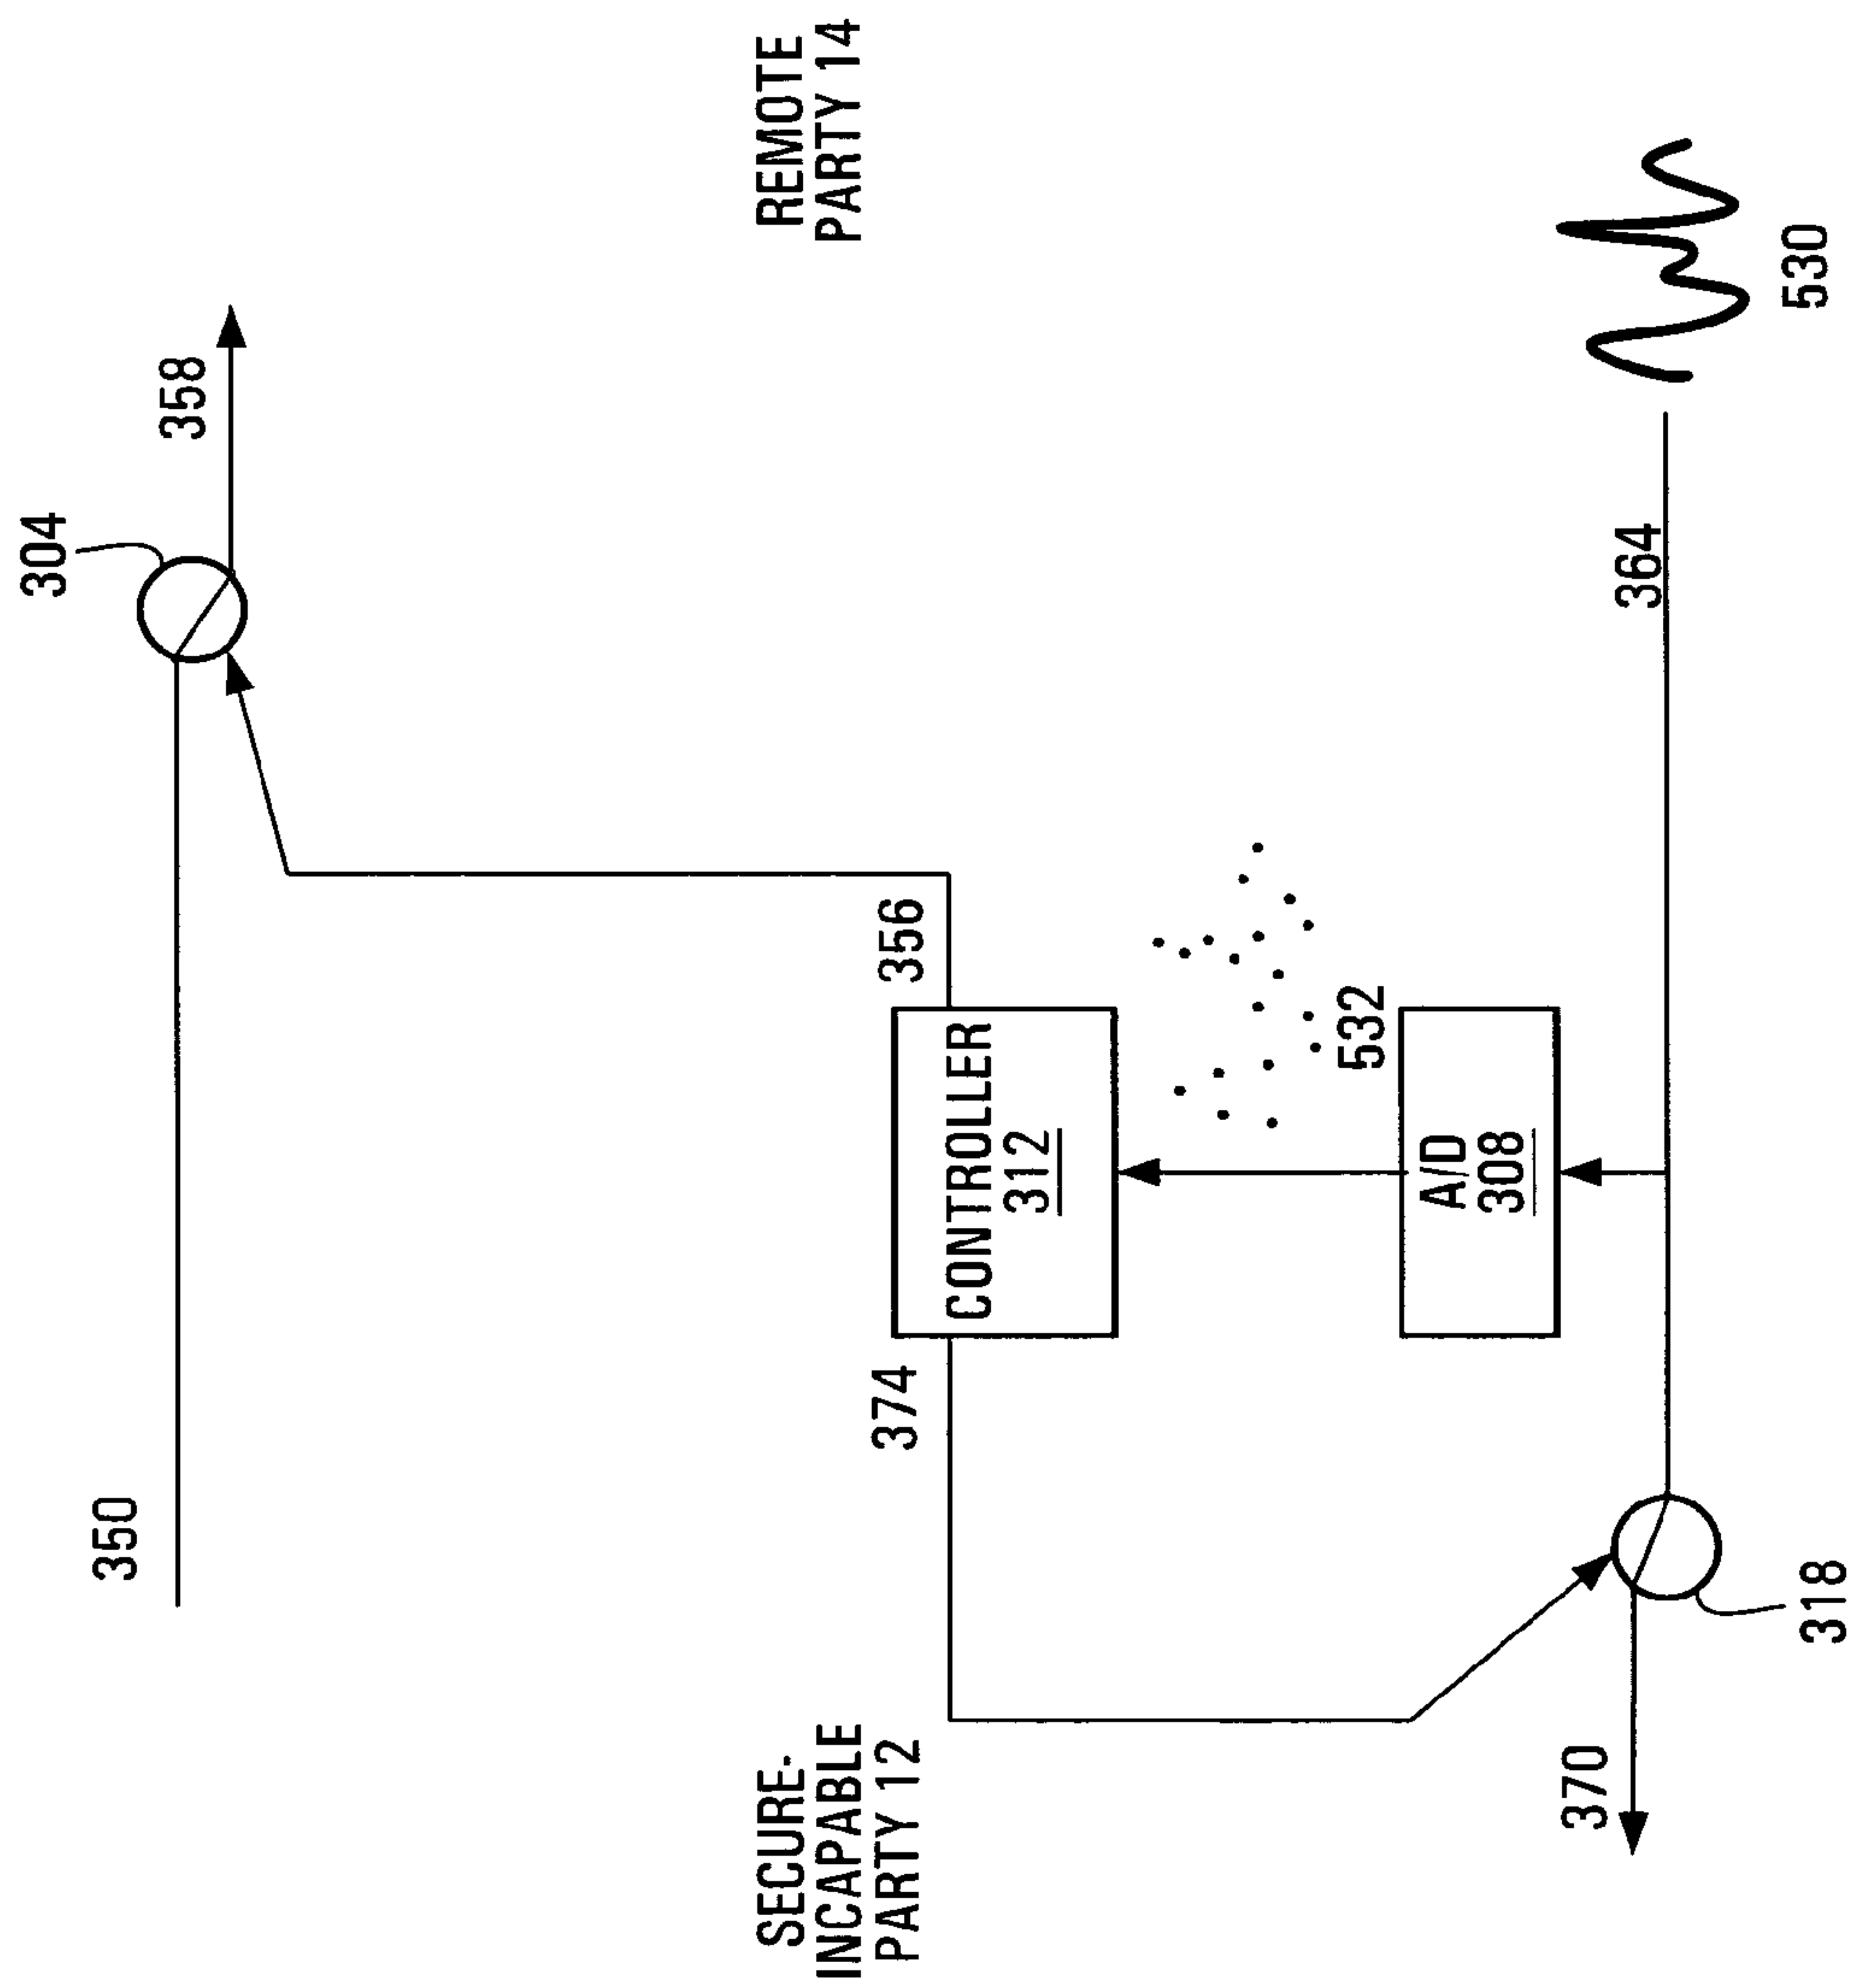 304
350
358
SECURE-
INCAPABLE
PARTY 12
REMOTE
PARTY 14
374
356
CONTROLLER
312
532
A/D
308
370
364
318
530